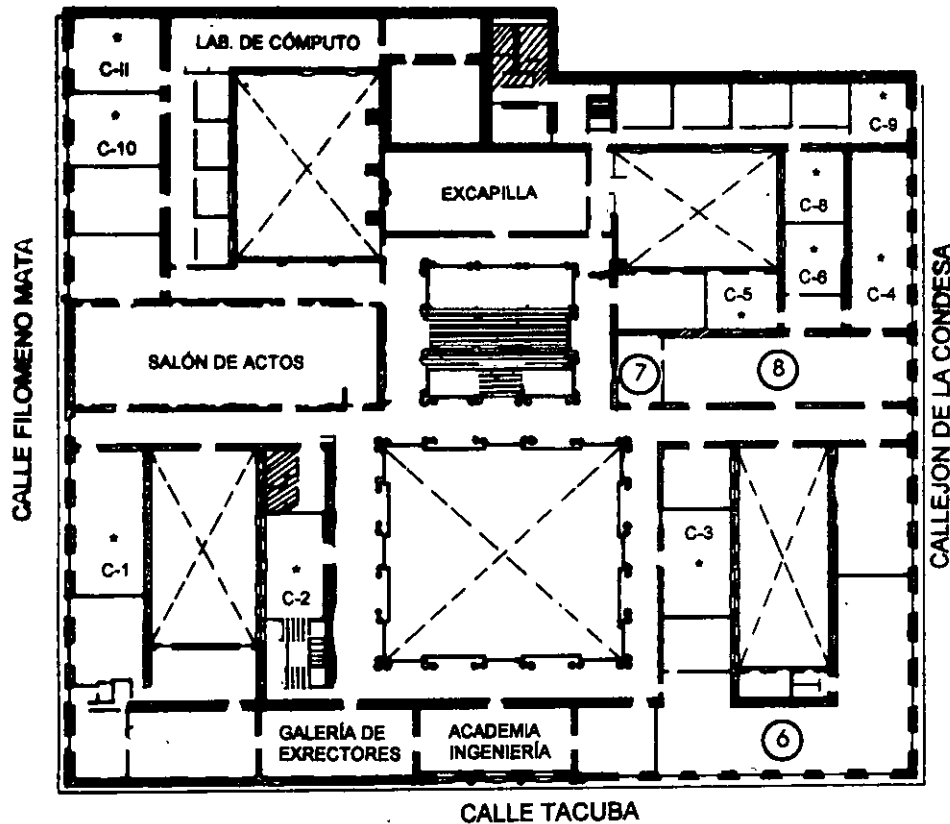 LAB. DE CÓMPUTO
C-11
C-10
C-9
EXCAPILLA
C-8
C-6
C-5
C-4
CALLE FILOMENO MATA
SALÓN DE ACTOS
7
8
CALLEJÓN DE LA CONDESA
C-1
C-2
C-3
GALERÍA DE
EXRECTORES
ACADEMIA
INGENIERÍA
6
CALLE TACUBA